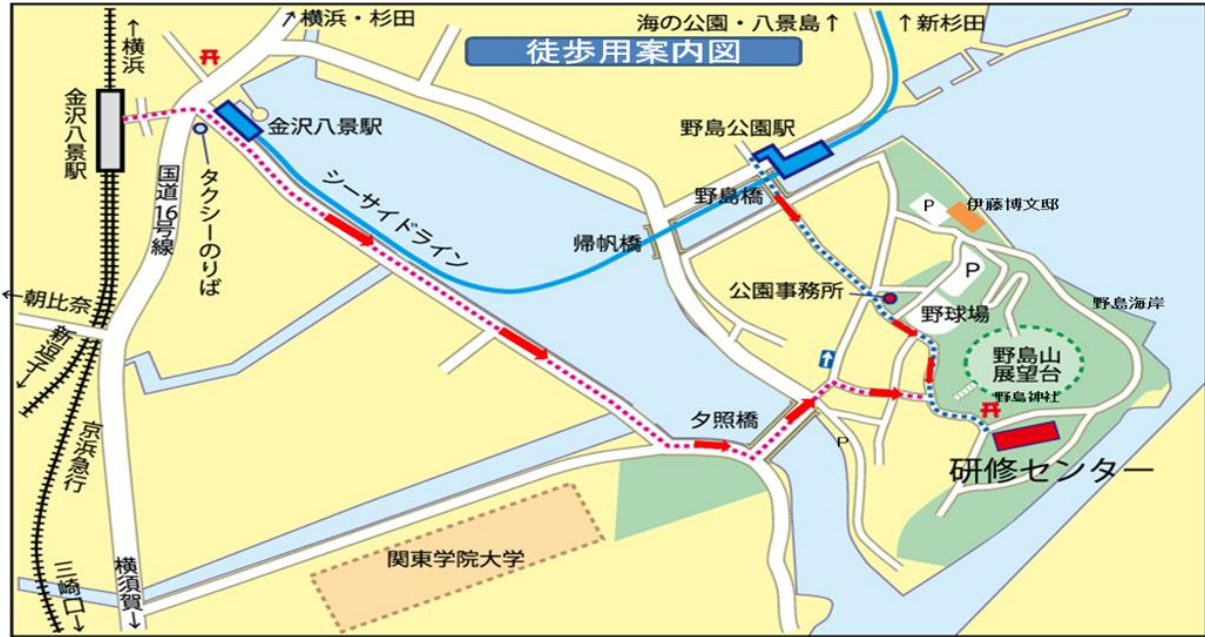 ↑横浜
↗横浜・杉田
海の公園・八景島↑
↑新杉田
徒歩用案内図
金沢八景駅
金沢八景駅
野島公園駅
国道16号線
タクシーのりば
シーサイドライン
野島橋
帰帆橋
P
伊藤博文邸
P
公園事務所
野球場
野島海岸
←朝比奈
新逗子↓
野島山
展望台
野島神社
京浜急行
夕照橋
P
研修センター
関東学院大学
三崎口↓
横須賀↓